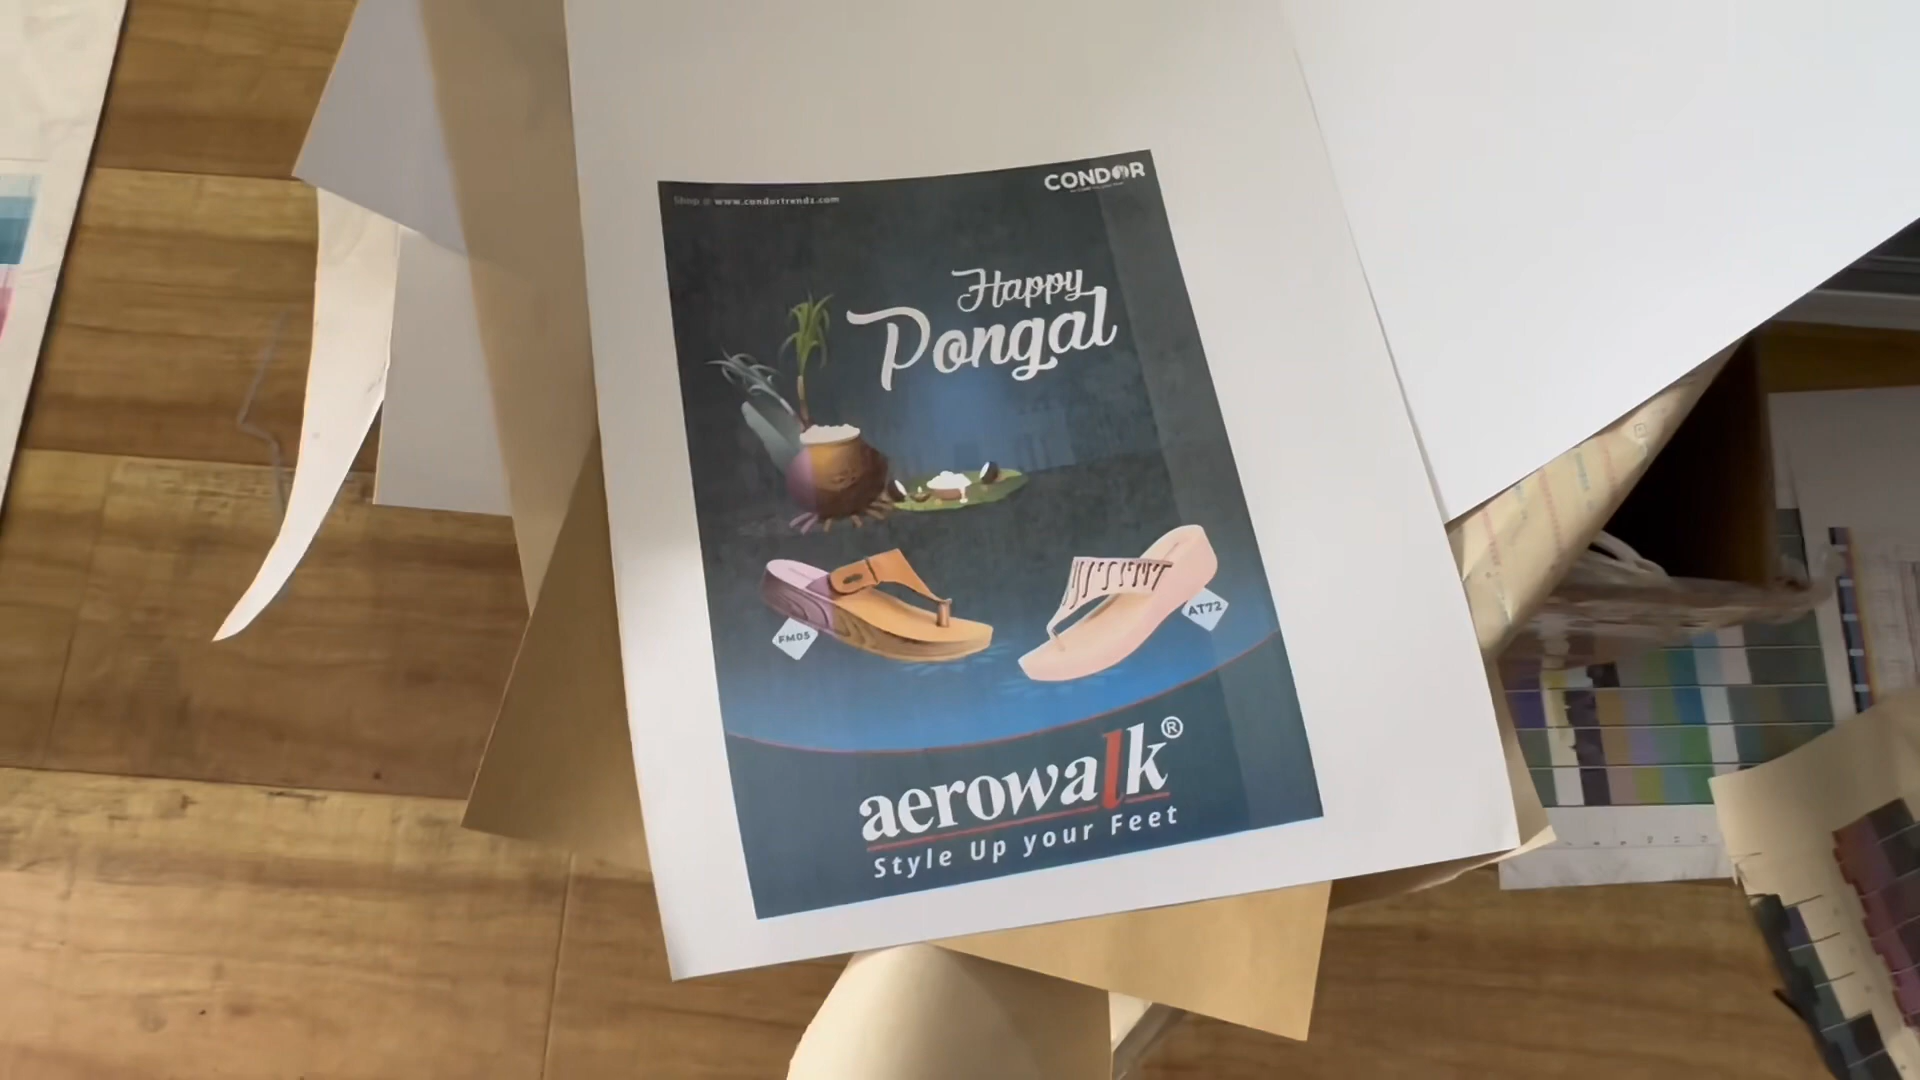 CONDOR
Shop @ www.condortrendz.com
Happy
Pongal
FM05
AT72
aerowalk®
Style Up your Feet